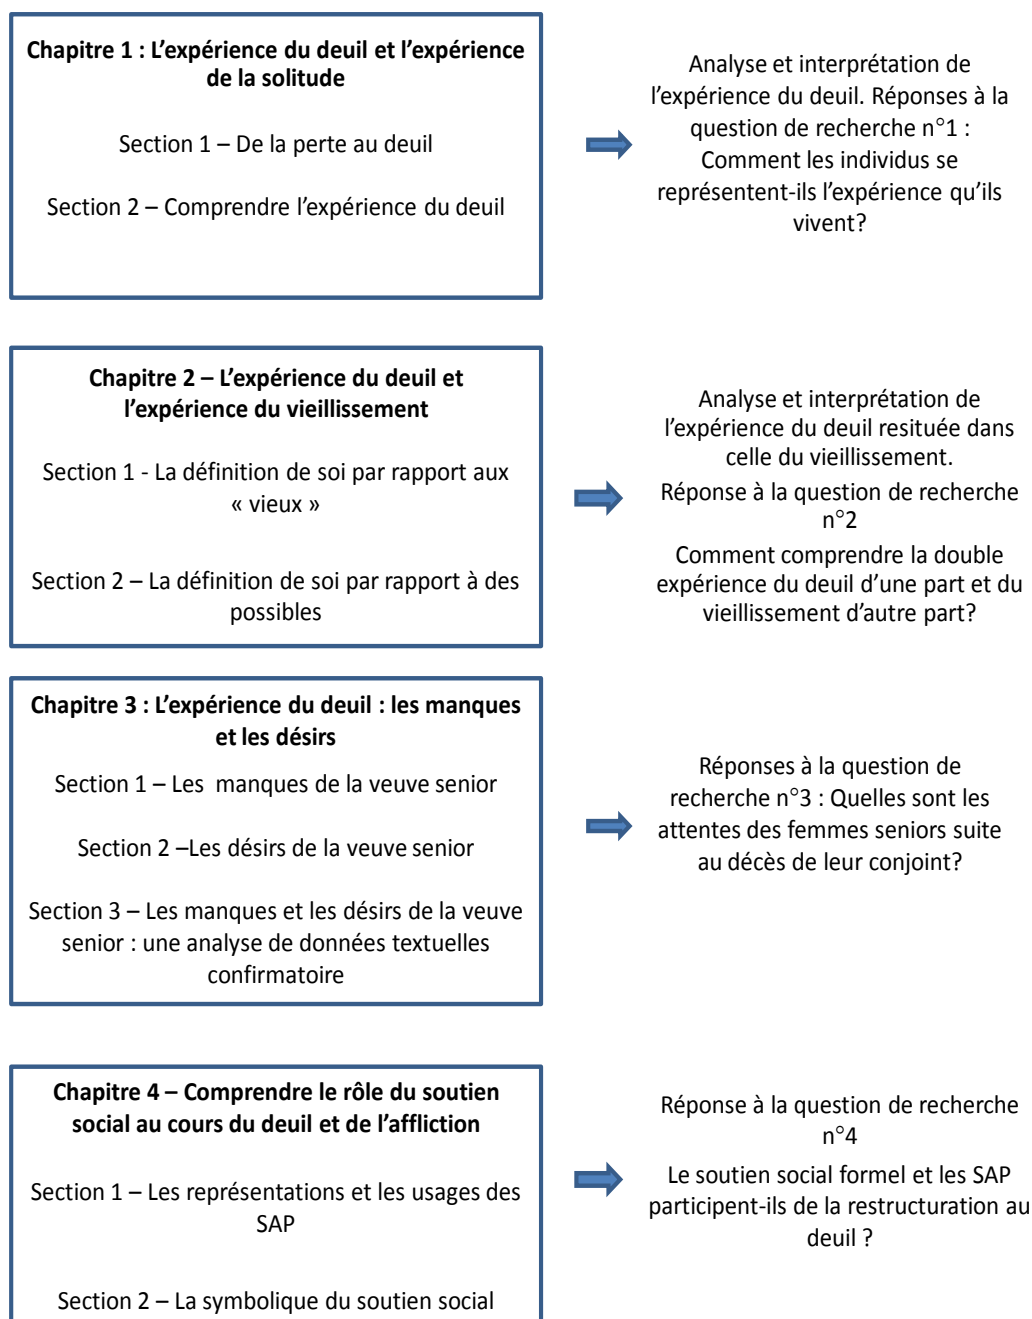 Chapitre 1 : L’expérience du deuil et l’expérience
de la solitude
Section 1 – De la perte au deuil
Section 2 – Comprendre l’expérience du deuil
Analyse et interprétation de
l’expérience du deuil. Réponses à la
question de recherche n°1 :
Comment les individus se
représentent-ils l’expérience qu’ils
vivent?
Chapitre 2 – L’expérience du deuil et
l’expérience du vieillissement
Section 1 - La définition de soi par rapport aux
« vieux »
Section 2 – La définition de soi par rapport à des
possibles
Analyse et interprétation de
l’expérience du deuil resituée dans
celle du vieillissement.
Réponse à la question de recherche
n°2
Comment comprendre la double
expérience du deuil d’une part et du
vieillissement d’autre part?
Chapitre 3 : L’expérience du deuil : les manques
et les désirs
Section 1 – Les manques de la veuve senior
Section 2 –Les désirs de la veuve senior
Section 3 – Les manques et les désirs de la veuve
senior : une analyse de données textuelles
confirmatoire
Réponses à la question de
recherche n°3 : Quelles sont les
attentes des femmes seniors suite
au décès de leur conjoint?
Chapitre 4 – Comprendre le rôle du soutien
social au cours du deuil et de l’affliction
Section 1 – Les représentations et les usages des
SAP
Section 2 – La symbolique du soutien social
Réponse à la question de recherche
n°4
Le soutien social formel et les SAP
participent-ils de la restructuration au
deuil ?